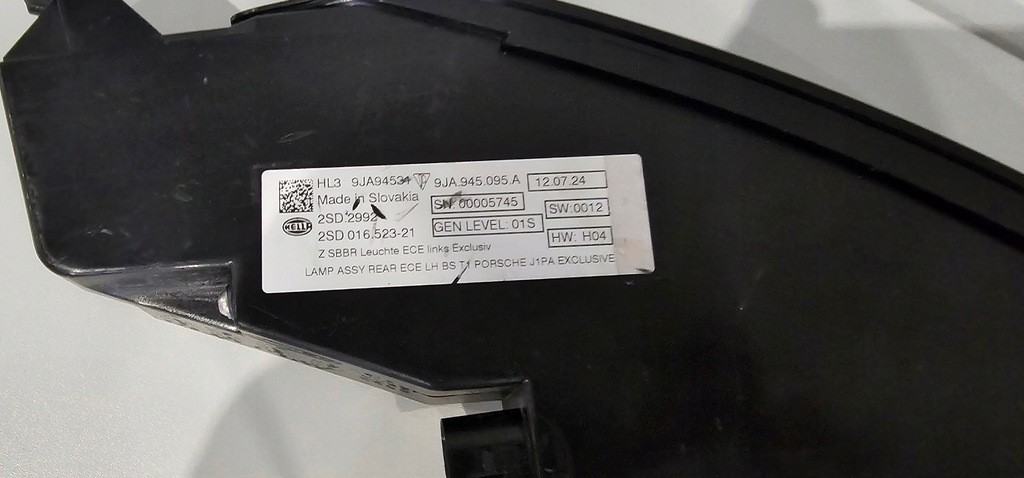 HL3 9J A.945.095.A 12.07.24
Made in Slovakia SN: 00005745 SW:0012
HELLA 2SD 2992 GEN LEVEL: 01S
2SD 016.523-21 HW: H04
Z SBBR Leuchte ECE links Exclusiv
LAMP ASSY REAR ECE LH BS T1 PORSCHE J1PA EXCLUSIVE